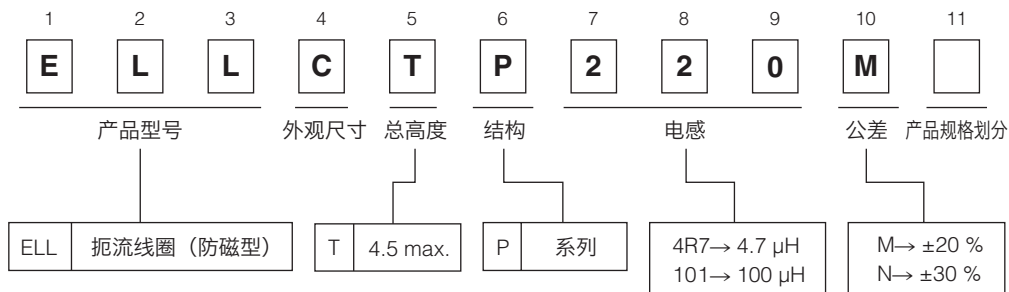 1 2 3 4 5 6 7 8 9 10 11
E L L C T P 2 2 0 M
产品型号 外观尺寸 总高度 结构 电感 公差 产品规格划分
ELL 扼流线圈（防磁型） T 4.5 max. P 系列 4R7→ 4.7 μH M→ ±20 %
101→ 100 μH N→ ±30 %